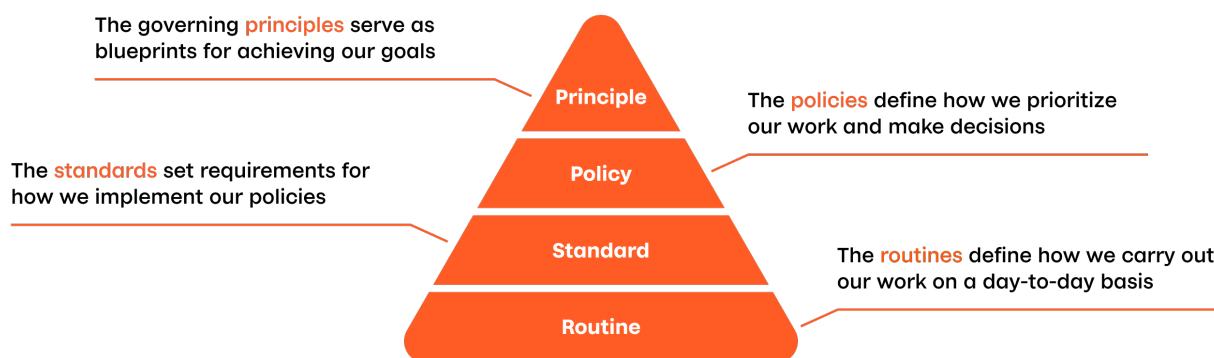 The governing principles serve as
blueprints for achieving our goals
Principle
The policies define how we prioritize
our work and make decisions
Policy
The standards set requirements for
how we implement our policies
Standard
The routines define how we carry out
our work on a day-to-day basis
Routine